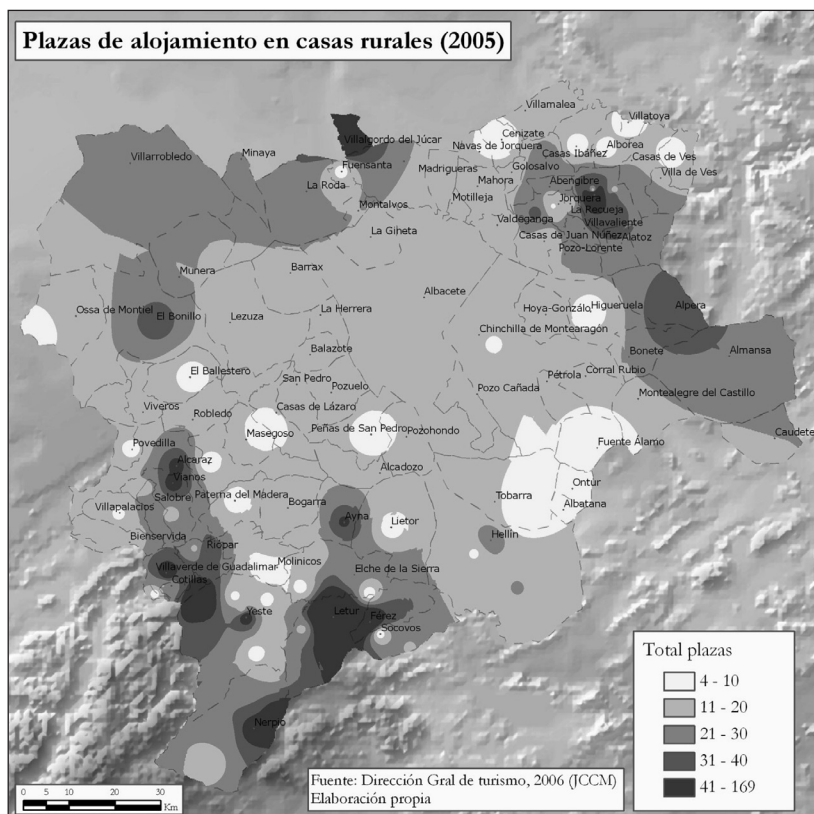 Plazas de alojamiento en casas rurales (2005)
Villamalea
Villatoya
Villalgordo del Júcar
Cenizate
Navas de Jorquera
Alborea
Casas Ibáñez
Casas de Ves
Villarrobledo
Minaya
Fuensanta
Madrigueras
Golosalvo
Villa de Ves
La Roda
Mahora
Abengibre
Motilleja
Jorquera
Montalvos
La Recueja
Valdeganga
Villavaliente
La Gineta
Casas de Juan Núñez
Alatoz
Pozo-Lorente
Munera
Barrax
Albacete
Ossa de Montiel
El Bonillo
Lezuza
La Herrera
Hoya-Gonzálo
Higueruela
Alpera
Chinchilla de Montearagón
Balazote
Bonete
Almansa
El Ballestero
San Pedro
Pozuelo
Pozo Cañada
Pétrola
Corral Rubio
Montealegre del Castillo
Viveros
Robledo
Casas de Lázaro
Peñas de San Pedro
Pozohondo
Caudete
Povedilla
Masegoso
Fuente Álamo
Alcaraz
Alcadozo
Vianos
Ontur
Salobre
Paterna del Madera
Bogarra
Tobarra
Albatana
Villapalacios
Ayna
Lietor
Bienservida
Riópar
Hellín
Villaverde de Guadalimar
Molinicos
Elche de la Sierra
Cotillas
Yeste
Letur
Férez
Socovos
Nerpio
Total plazas
4 - 10
11 - 20
21 - 30
31 - 40
41 - 169
Fuente: Dirección Gral de turismo, 2006 (JCCM)
Elaboración propia
0 5 10 20 30
Km